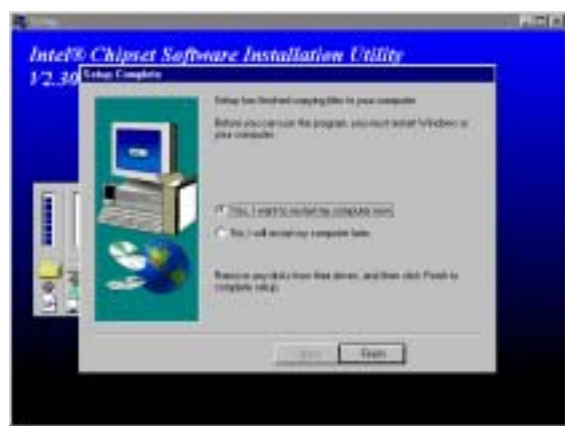 Setup
Intel® Chipset Software Installation Utility
V2.30
Setup Complete
Setup has finished copying files to your computer.
Before you can use the program, you must restart Windows or
your computer.
Yes, I want to restart my computer now.
No, I will restart my computer later.
Remove any disks from their drives, and then click Finish to
complete setup.
Finish